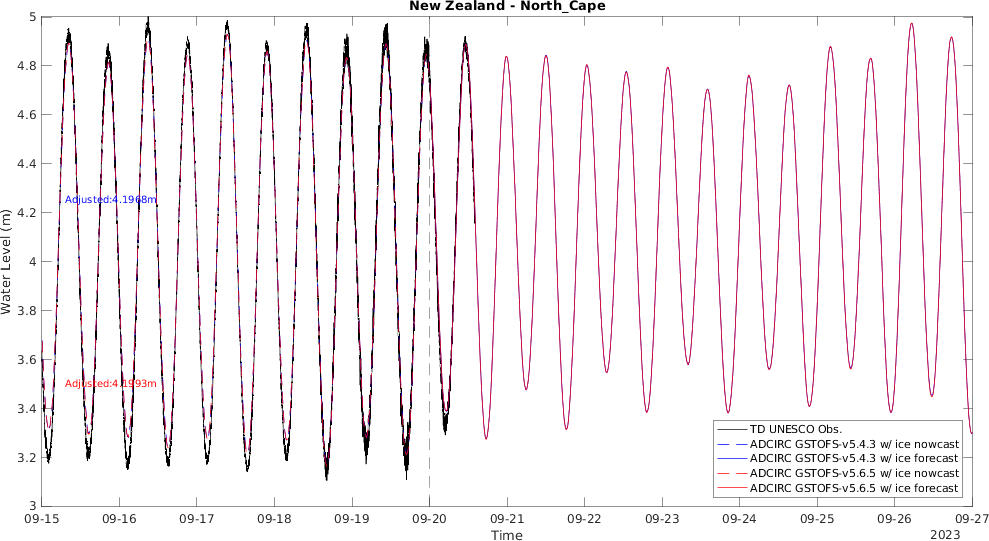 New Zealand - North_Cape
5
4.8
4.6
4.4
4.2
4
3.8
3.6
3.4
3.2
3
Water Level (m)
Adjusted:4.1968m
Adjusted:4.1993m
TD UNESCO Obs.
ADCIRC GSTOFS-v5.4.3 w/ ice nowcast
ADCIRC GSTOFS-v5.4.3 w/ ice forecast
ADCIRC GSTOFS-v5.6.5 w/ ice nowcast
ADCIRC GSTOFS-v5.6.5 w/ ice forecast
09-15 09-16 09-17 09-18 09-19 09-20 09-21 09-22 09-23 09-24 09-25 09-26 09-27
Time
2023